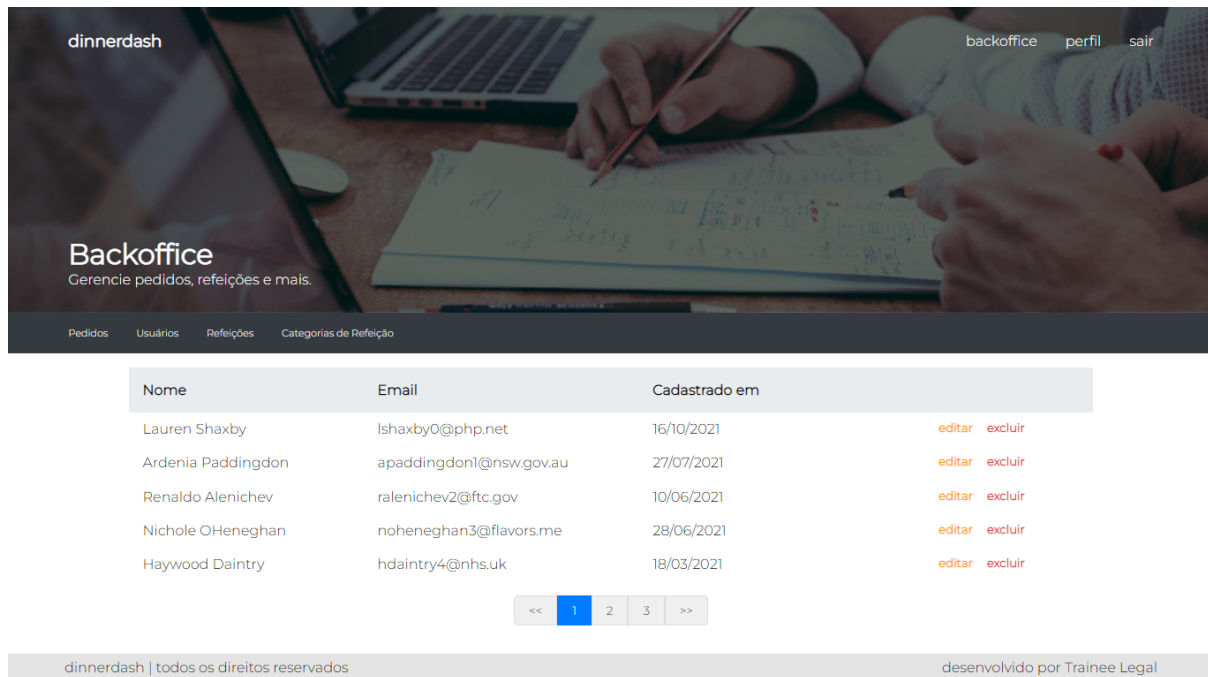 dinnerdash backoffice perfil sair
Backoffice
Gerencie pedidos, refeições e mais.
Pedidos Usuários Refeições Categorias de Refeição
Nome Email Cadastrado em
Lauren Shaxby lshaxby0@php.net 16/10/2021 editar excluir
Ardenia Paddingdon apaddingdon1@nsw.gov.au 27/07/2021 editar excluir
Renaldo Alenichev ralenichev2@ftc.gov 10/06/2021 editar excluir
Nichole OHeneghan noheneghan3@flavors.me 28/06/2021 editar excluir
Haywood Daintry hdaintry4@nhs.uk 18/03/2021 editar excluir
<< 1 2 3 >>
dinnerdash | todos os direitos reservados desenvolvido por Trainee Legal